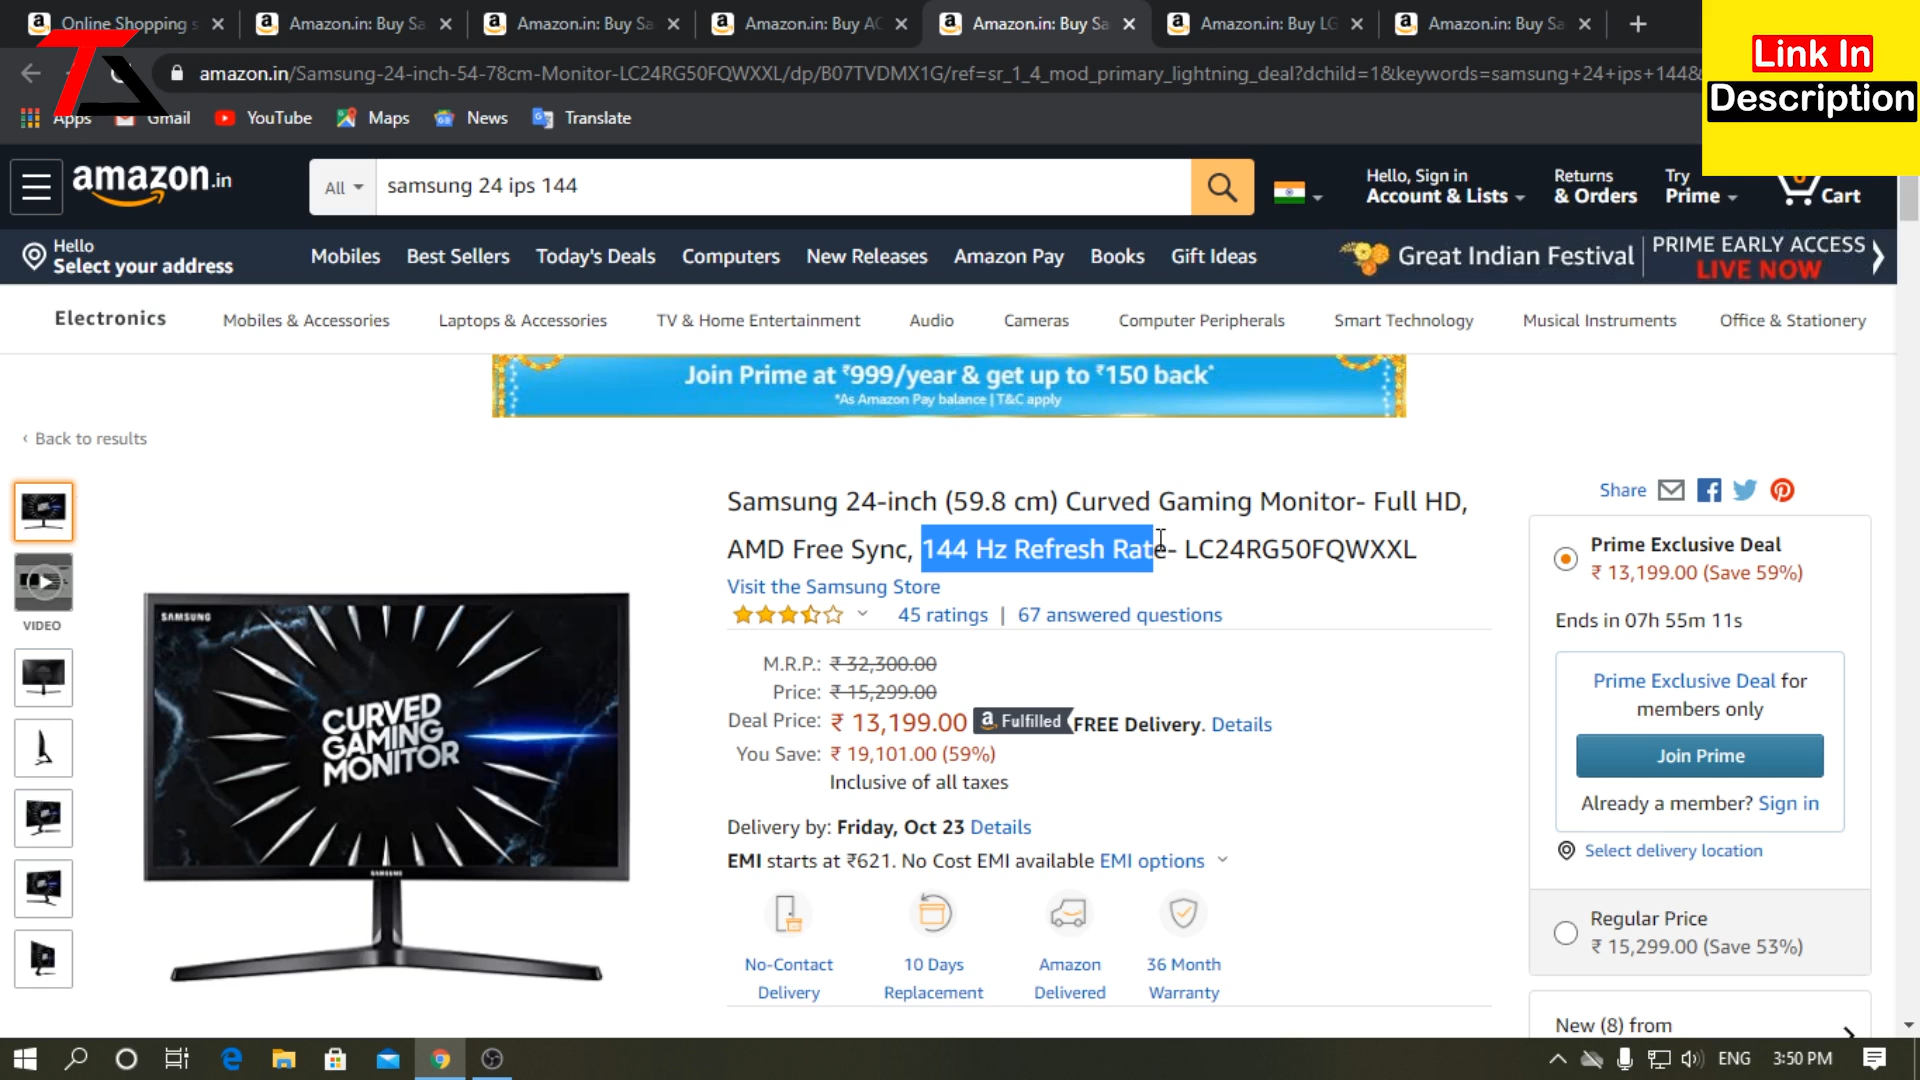 Online Shopping s
Amazon.in: Buy Sa
Amazon.in: Buy Sa
Amazon.in: Buy AC
Amazon.in: Buy Sa
Amazon.in: Buy LG
Amazon.in: Buy Sa
Link In
Description
amazon.in/Samsung-24-inch-54-78cm-Monitor-LC24RG50FQWXXL/dp/B07TVDMX1G/ref=sr_1_4_mod_primary_lightning_deal?dchild=1&keywords=samsung+24+ips+144&
Apps
Gmail
YouTube
Maps
News
Translate
amazon.in
All
samsung 24 ips 144
Hello, Sign in
Account & Lists
Returns
& Orders
Try
Prime
0
Cart
Hello
Select your address
Mobiles
Best Sellers
Today's Deals
Computers
New Releases
Amazon Pay
Books
Gift Ideas
Great Indian Festival
PRIME EARLY ACCESS
LIVE NOW
Electronics
Mobiles & Accessories
Laptops & Accessories
TV & Home Entertainment
Audio
Cameras
Computer Peripherals
Smart Technology
Musical Instruments
Office & Stationery
Join Prime at ₹999/year & get up to ₹150 back*
*As Amazon Pay balance | T&C apply
‹ Back to results
VIDEO
SAMSUNG
CURVED
GAMING
MONITOR
SAMSUNG
Samsung 24-inch (59.8 cm) Curved Gaming Monitor- Full HD,
AMD Free Sync, 144 Hz Refresh Rate- LC24RG50FQWXXL
Visit the Samsung Store
45 ratings | 67 answered questions
M.R.P.: ₹ 32,300.00
Price: ₹ 15,299.00
Deal Price: ₹ 13,199.00 a Fulfilled FREE Delivery. Details
You Save: ₹ 19,101.00 (59%)
Inclusive of all taxes
Delivery by: Friday, Oct 23 Details
EMI starts at ₹621. No Cost EMI available EMI options
No-Contact
Delivery
10 Days
Replacement
Amazon
Delivered
36 Month
Warranty
Share
Prime Exclusive Deal
₹ 13,199.00 (Save 59%)
Ends in 07h 55m 11s
Prime Exclusive Deal for
members only
Join Prime
Already a member? Sign in
Select delivery location
Regular Price
₹ 15,299.00 (Save 53%)
New (8) from
ENG
3:50 PM